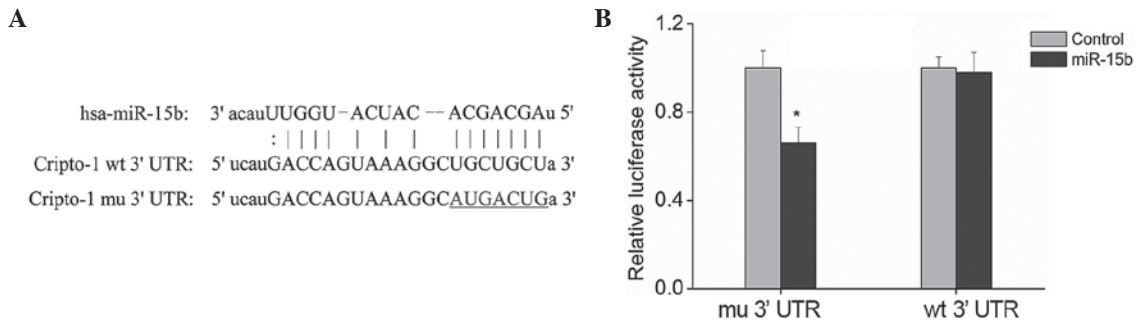 A
hsa-miR-15b: 3' acauUUGGU–ACUAC ––ACGACGAu 5'
Cripto-1 wt 3' UTR: 5' ucauGACCAGUAAAGGCUGCUGCUa 3'
Cripto-1 mu 3' UTR: 5' ucauGACCAGUAAAGGCAUGACUGa 3'
B
Relative luciferase activity
1.2
0.8
0.4
0.0
*
mu 3' UTR
wt 3' UTR
Control
miR-15b